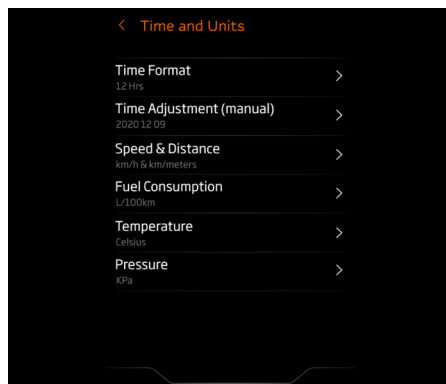 Time and Units
Time Format
12 Hrs
Time Adjustment (manual)
2020 12 09
Speed & Distance
km/h & km/meters
Fuel Consumption
L/100km
Temperature
Celsius
Pressure
KPa